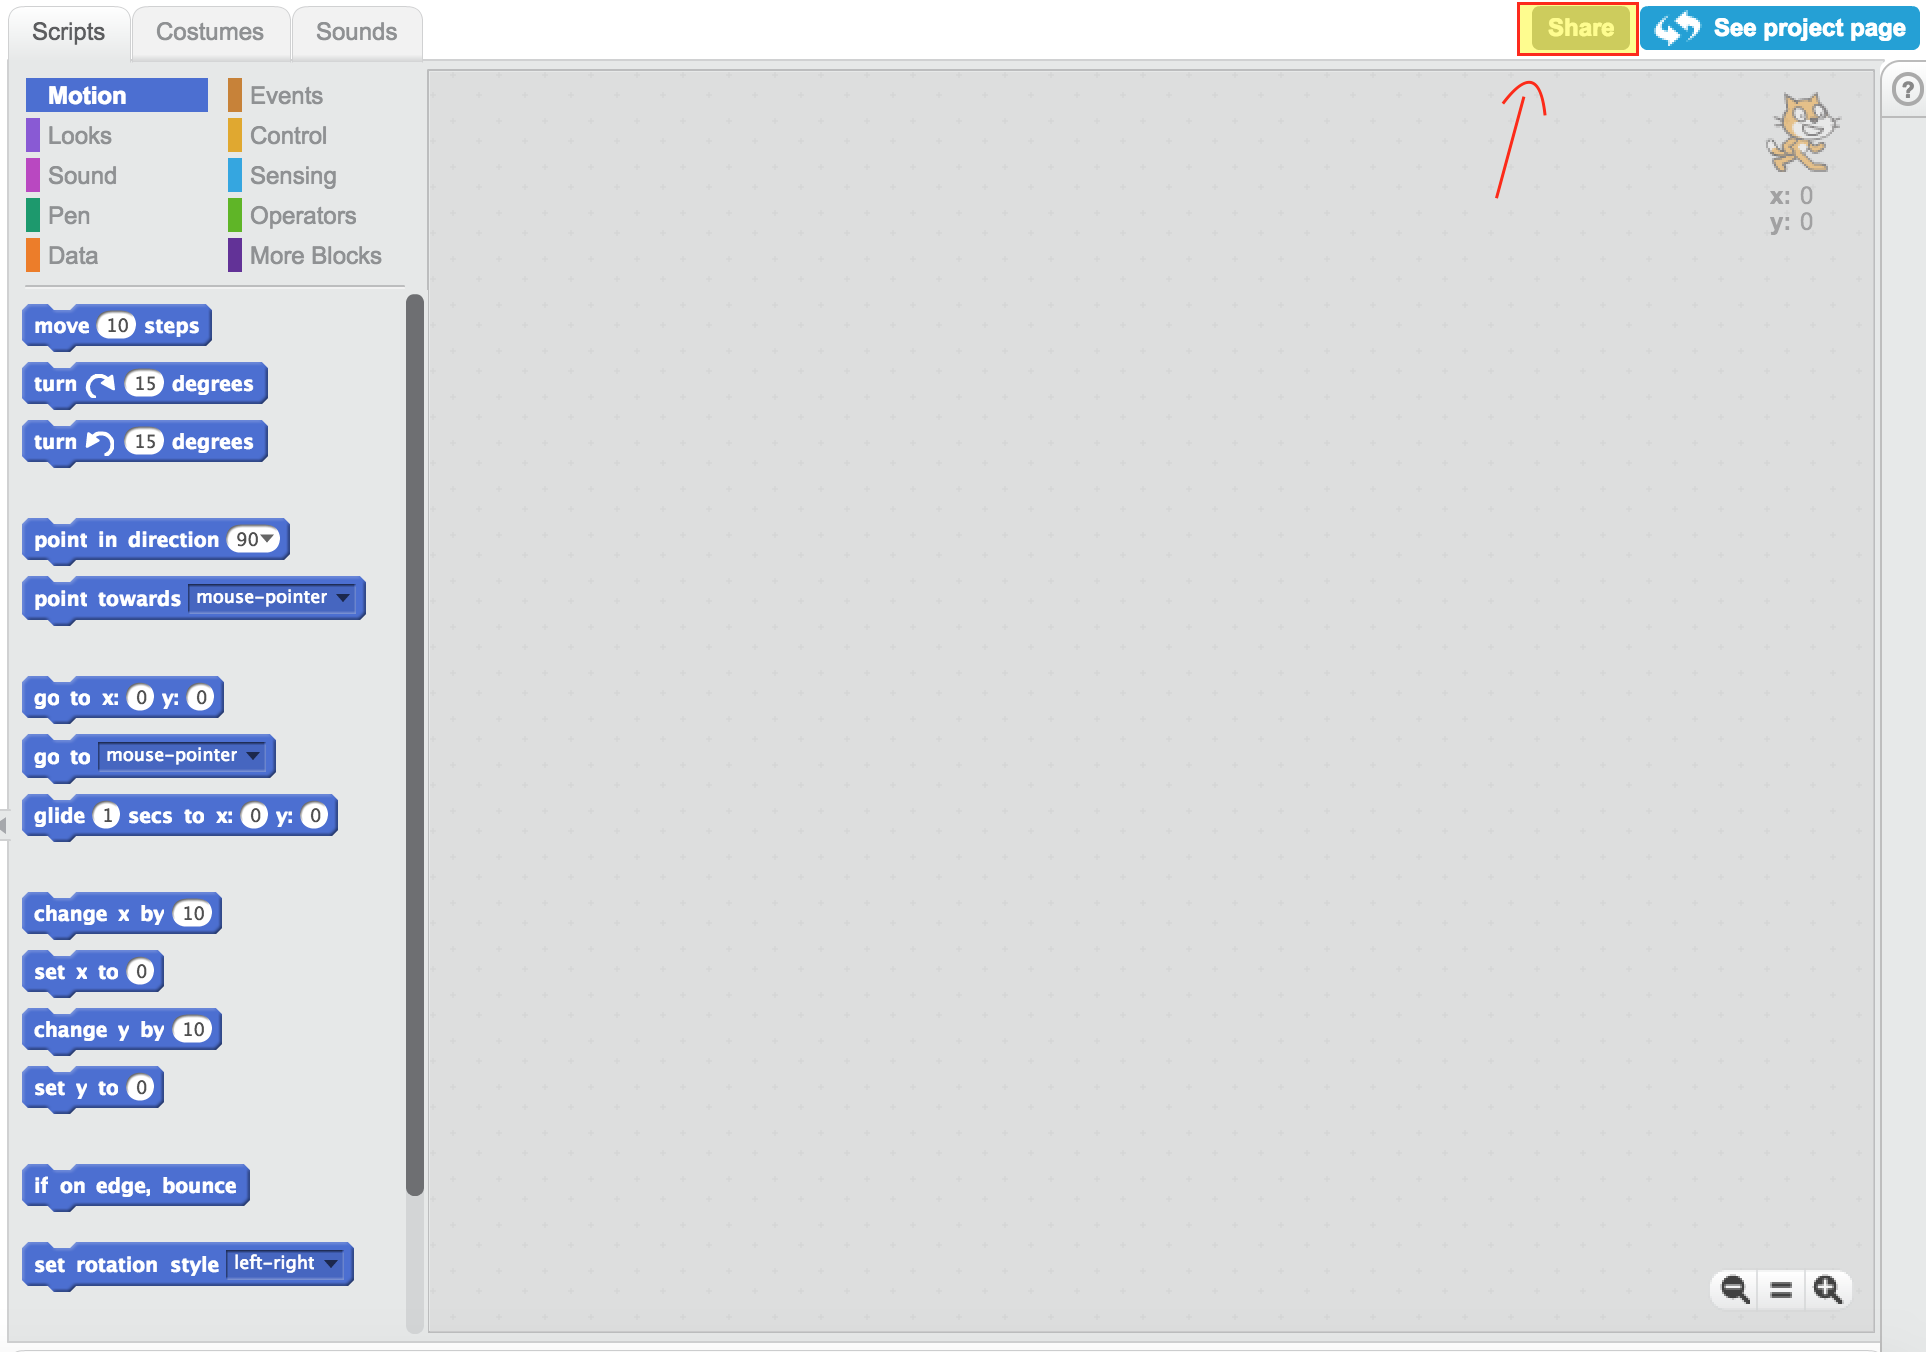 Scripts Costumes Sounds Share See project page
Motion Events
Looks Control
Sound Sensing
Pen Operators
Data More Blocks
?
x: 0
y: 0
move 10 steps
turn 15 degrees
turn 15 degrees
point in direction 90
point towards mouse-pointer
go to x: 0 y: 0
go to mouse-pointer
glide 1 secs to x: 0 y: 0
change x by 10
set x to 0
change y by 10
set y to 0
if on edge, bounce
set rotation style left-right